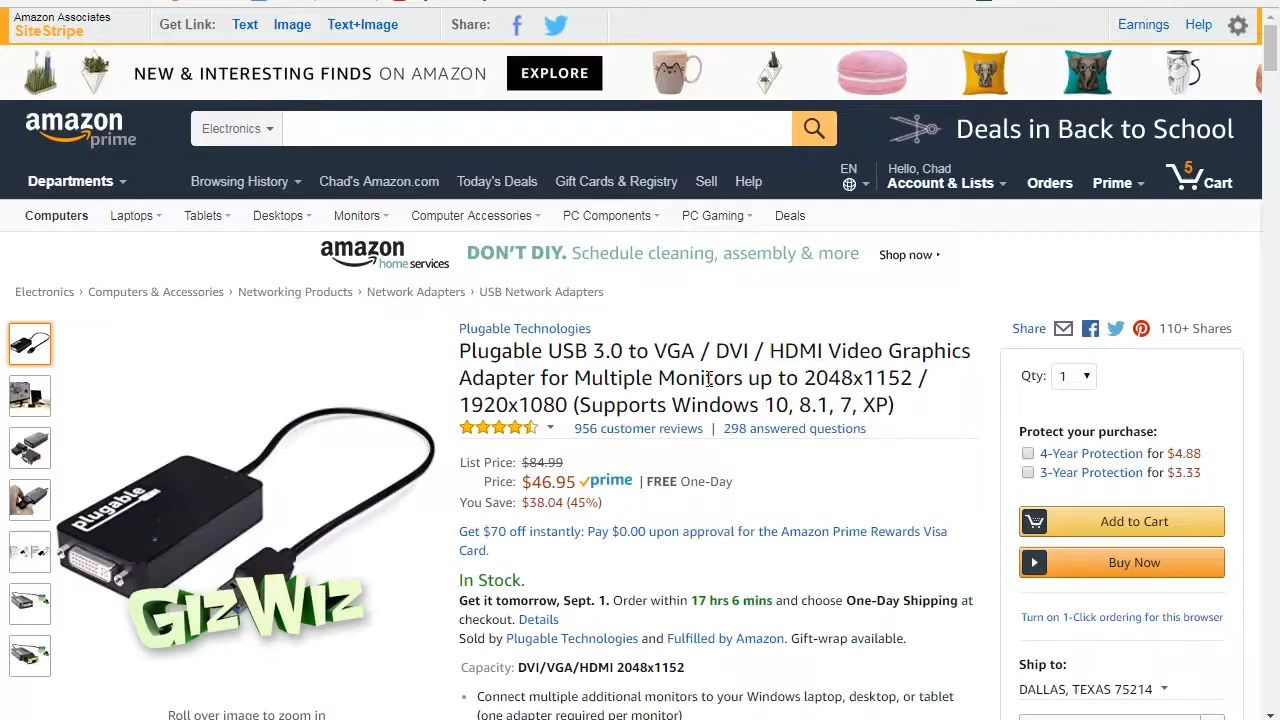 Amazon Associates
SiteStripe
Get Link: Text Image Text+Image
Share:
Earnings Help
NEW & INTERESTING FINDS ON AMAZON EXPLORE
amazon
prime
Electronics
Deals in Back to School
Departments
Browsing History Chad's Amazon.com Today's Deals Gift Cards & Registry Sell Help
EN
Hello, Chad
Account & Lists
Orders Prime
5
Cart
Computers Laptops Tablets Desktops Monitors Computer Accessories PC Components PC Gaming Deals
amazon
home services
DON'T DIY. Schedule cleaning, assembly & more Shop now
Electronics › Computers & Accessories › Networking Products › Network Adapters › USB Network Adapters
Plugable Technologies
Plugable USB 3.0 to VGA / DVI / HDMI Video Graphics
Adapter for Multiple Monitors up to 2048x1152 /
1920x1080 (Supports Windows 10, 8.1, 7, XP)
956 customer reviews | 298 answered questions
List Price: $84.99
Price: $46.95 prime | FREE One-Day
You Save: $38.04 (45%)
Get $70 off instantly: Pay $0.00 upon approval for the Amazon Prime Rewards Visa
Card.
In Stock.
Get it tomorrow, Sept. 1. Order within 17 hrs 6 mins and choose One-Day Shipping at
checkout. Details
Sold by Plugable Technologies and Fulfilled by Amazon. Gift-wrap available.
Capacity: DVI/VGA/HDMI 2048x1152
• Connect multiple additional monitors to your Windows laptop, desktop, or tablet
(one adapter required per monitor)
plugable
GizWiz
Roll over image to zoom in
Share 110+ Shares
Qty: 1
Protect your purchase:
4-Year Protection for $4.88
3-Year Protection for $3.33
Add to Cart
Buy Now
Turn on 1-Click ordering for this browser
Ship to:
DALLAS, TEXAS 75214